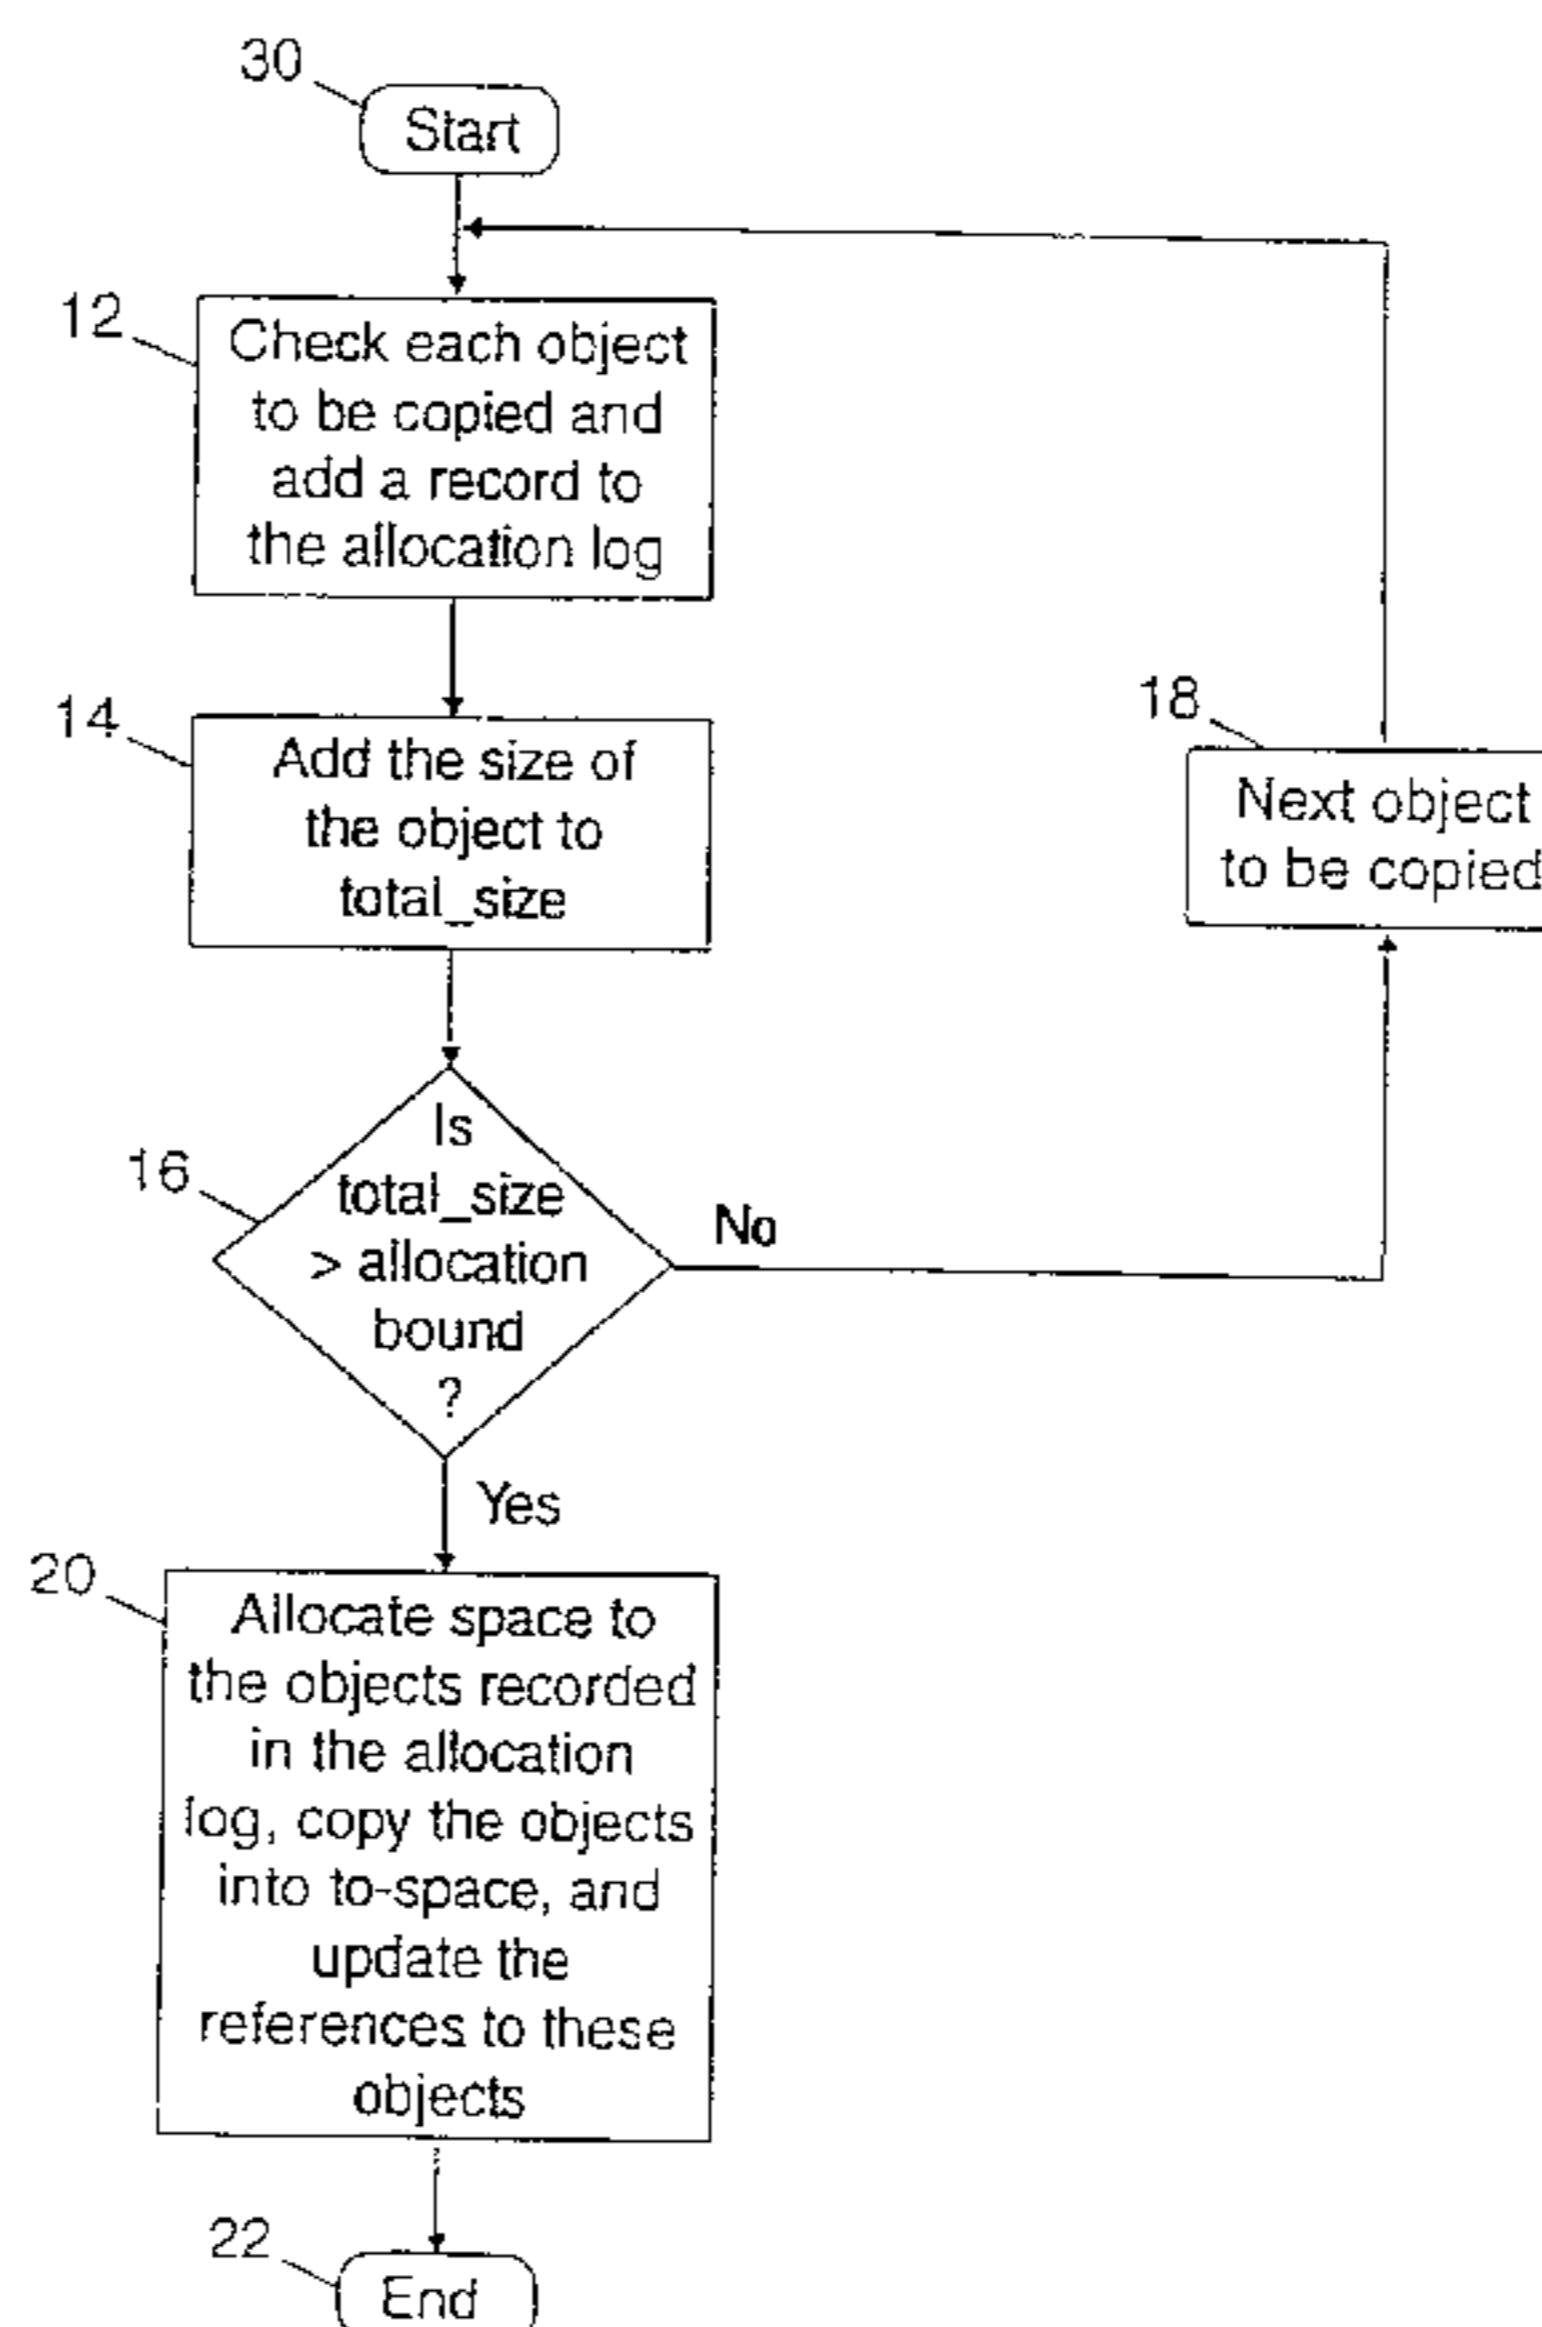 30
Start
12
Check each object
to be copied and
add a record to
the allocation log
14
Add the size of
the object to
total_size
18
Next object
to be copied
16
Is
total_size
> allocation
bound
?
No
Yes
20
Allocate space to
the objects recorded
in the allocation
log, copy the objects
into to-space, and
update the
references to these
objects
22
End